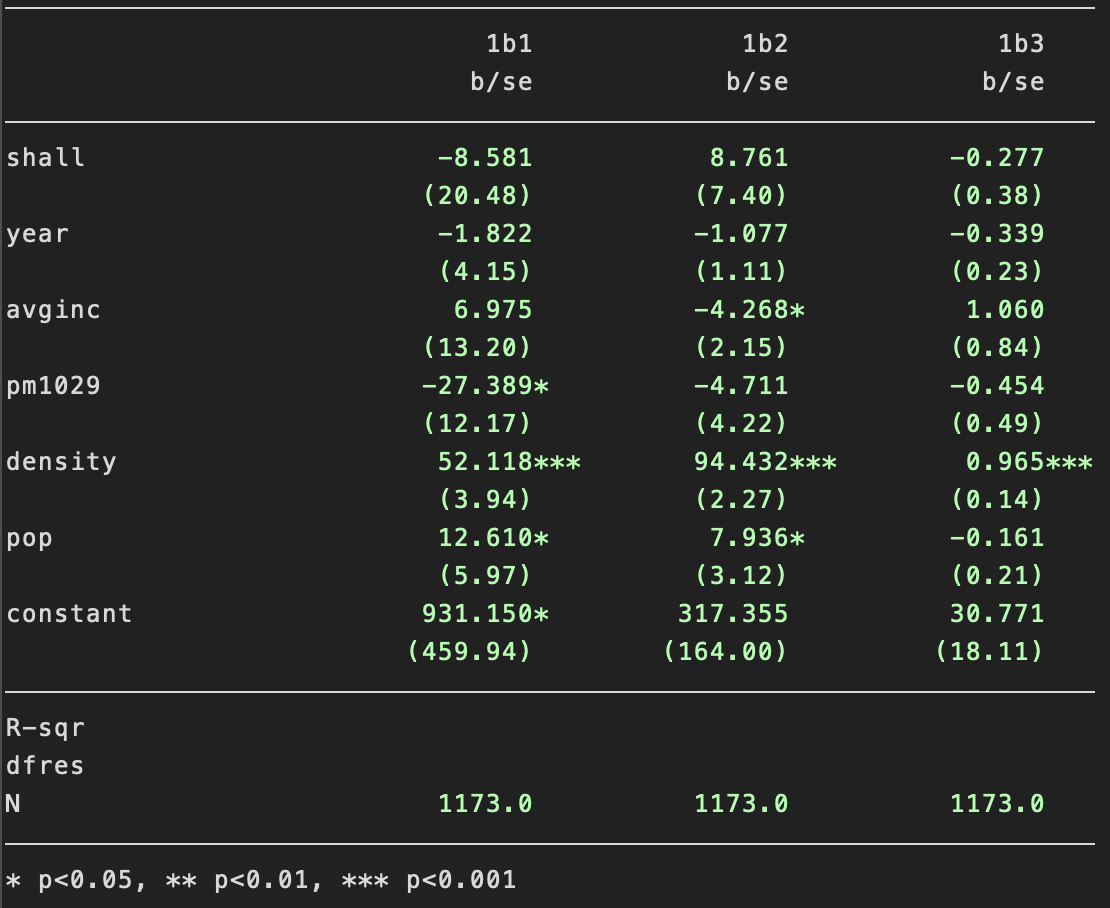 1b1 1b2 1b3
b/se b/se b/se
shall -8.581 8.761 -0.277
(20.48) (7.40) (0.38)
year -1.822 -1.077 -0.339
(4.15) (1.11) (0.23)
avginc 6.975 -4.268* 1.060
(13.20) (2.15) (0.84)
pm1029 -27.389* -4.711 -0.454
(12.17) (4.22) (0.49)
density 52.118*** 94.432*** 0.965***
(3.94) (2.27) (0.14)
pop 12.610* 7.936* -0.161
(5.97) (3.12) (0.21)
constant 931.150* 317.355 30.771
(459.94) (164.00) (18.11)
R-sqr
dfres
N 1173.0 1173.0 1173.0
* p<0.05, ** p<0.01, *** p<0.001